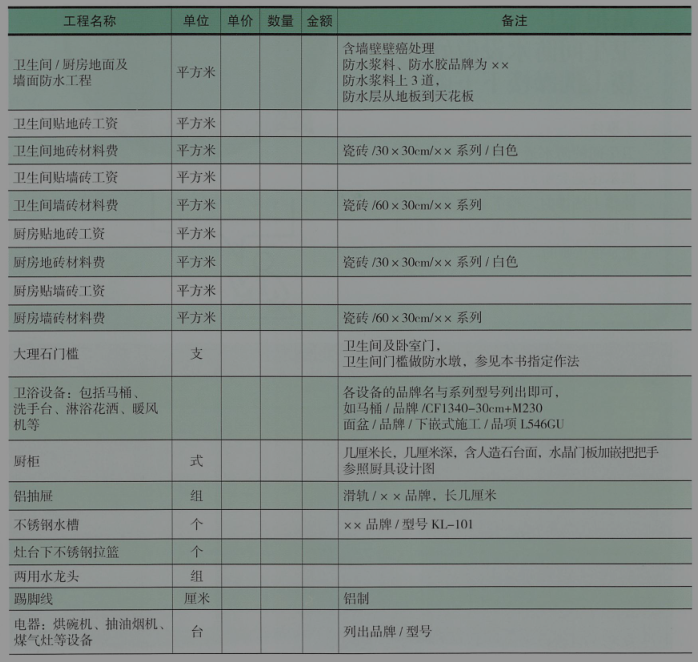 工程名称 单位 单价 数量 金额 备注
卫生间/厨房地面及
墙面防水工程
平方米
含墙壁壁癌处理
防水浆料、防水胶品牌为××
防水浆料上3道，
防水层从地板到天花板
卫生间贴地砖工资 平方米
卫生间地砖材料费 平方米 瓷砖/30×30cm/××系列/白色
卫生间贴墙砖工资 平方米
卫生间墙砖材料费 平方米 瓷砖/60×30cm/××系列
厨房贴地砖工资 平方米
厨房地砖材料费 平方米 瓷砖/30×30cm/××系列/白色
厨房贴墙砖工资 平方米
厨房墙砖材料费 平方米 瓷砖/60×30cm/××系列
大理石门槛 支
卫生间及卧室门，
卫生间门槛做防水墩，参见本书指定作法
卫浴设备：包括马桶、
洗手台、淋浴花洒、暖风
机等
各设备的品牌名与系列型号列出即可，
如马桶/品牌/CF1340-30cm+M230
面盆/品牌/下嵌式施工/品项L546GU
厨柜 式
几厘米长，几厘米深，含人造石台面，水晶门板加嵌把把手
参照厨具设计图
铝抽屉 组 滑轨/××品牌，长几厘米
不锈钢水槽 个 ××品牌/型号KL-101
灶台下不锈钢拉篮 个
两用水龙头 组
踢脚线 厘米 铝制
电器：烘碗机、抽油烟机、
煤气灶等设备
台 列出品牌/型号